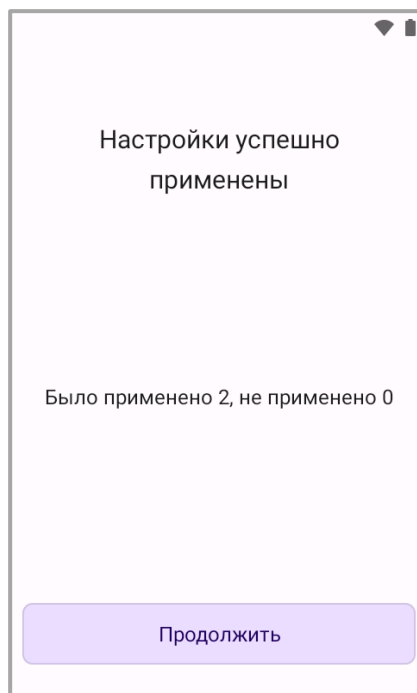 Настройки успешно
применены
Было применено 2, не применено 0
Продолжить